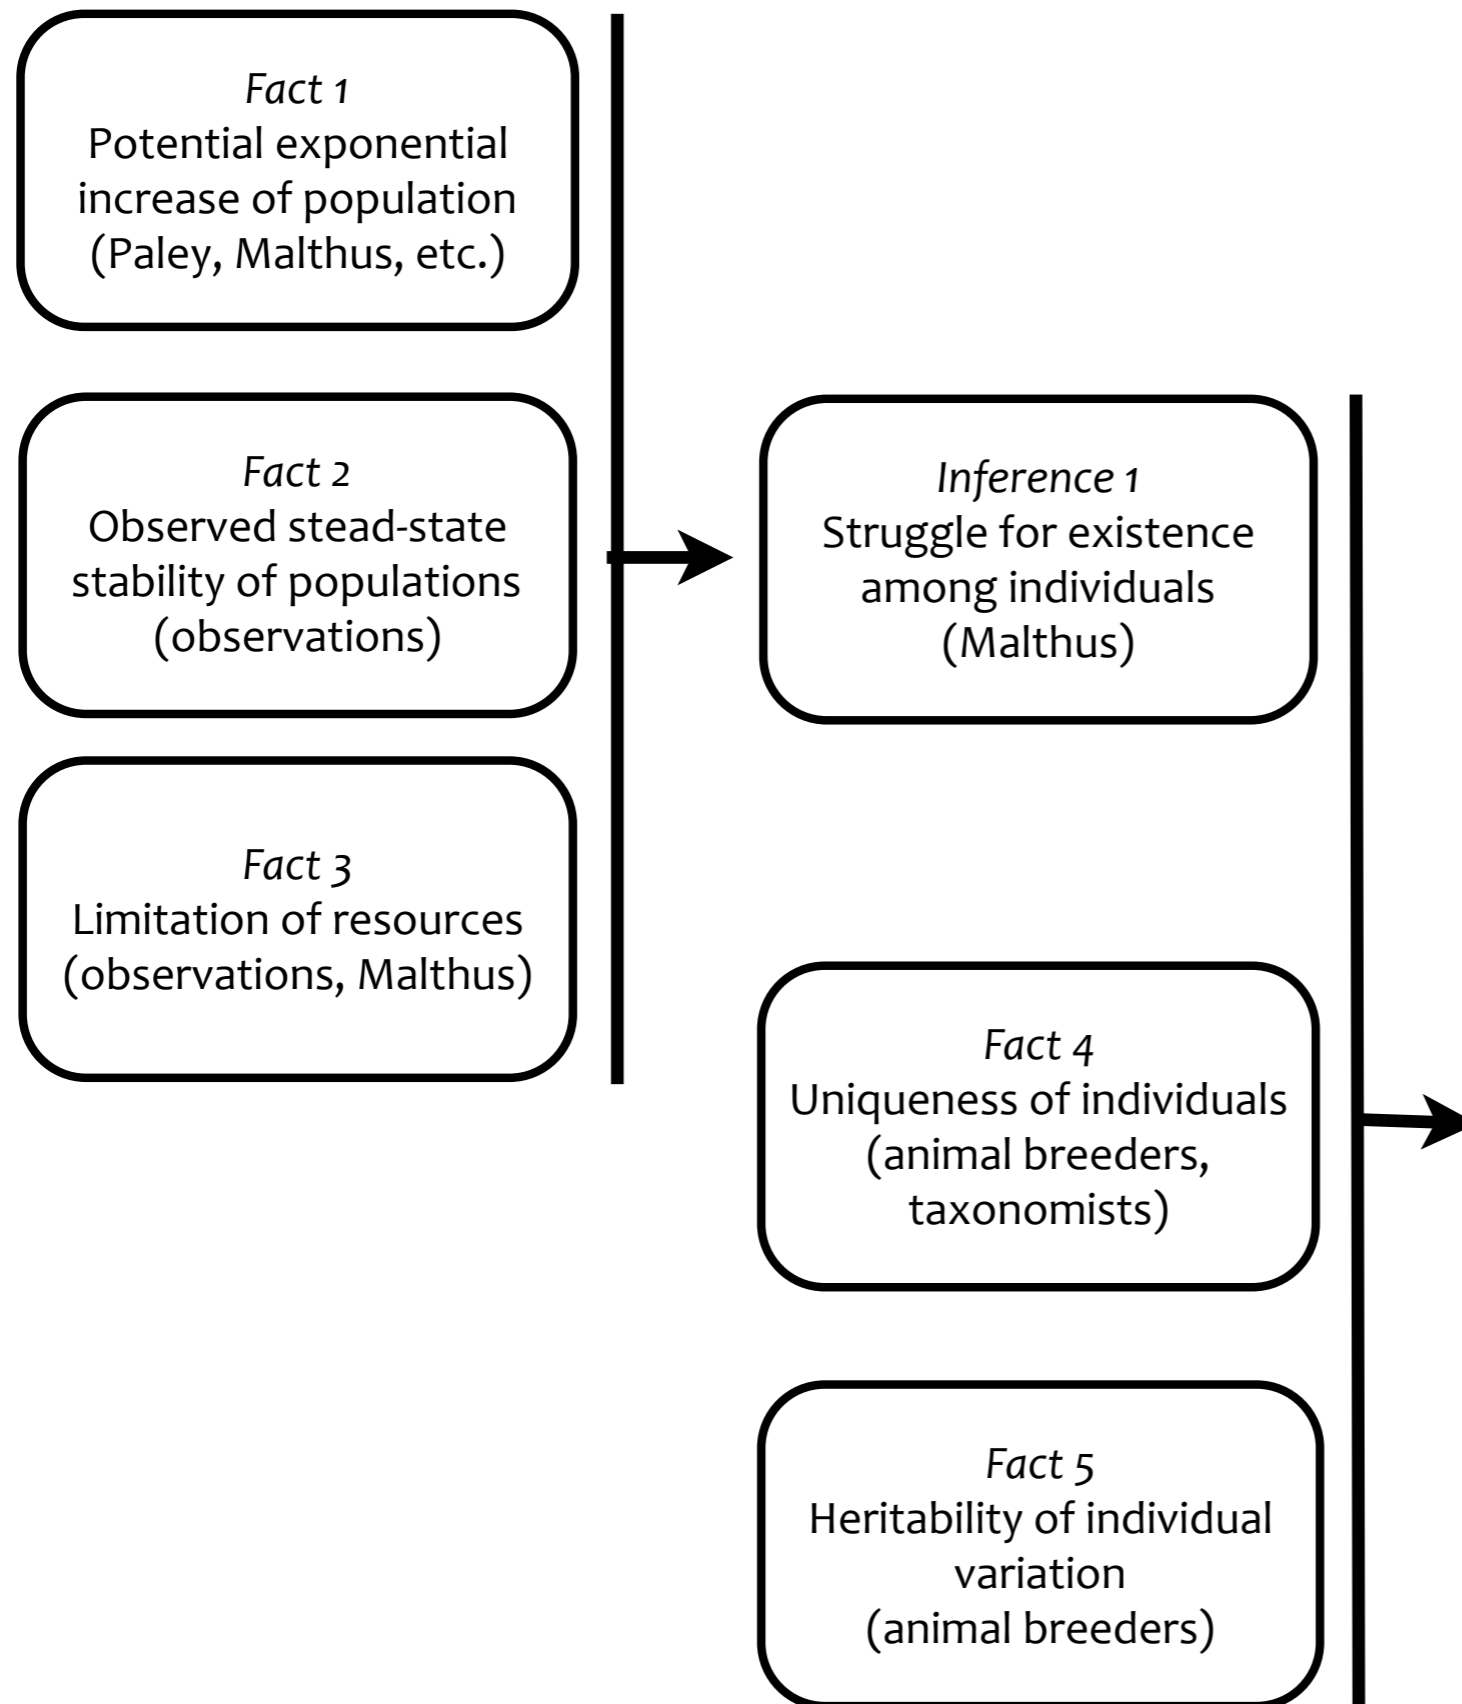 Fact 1
Potential exponential
increase of population
(Paley, Malthus, etc.)
Fact 2
Observed stead-state
stability of populations
(observations)
Fact 3
Limitation of resources
(observations, Malthus)
Inference 1
Struggle for existence
among individuals
(Malthus)
Fact 4
Uniqueness of individuals
(animal breeders,
taxonomists)
Fact 5
Heritability of individual
variation
(animal breeders)